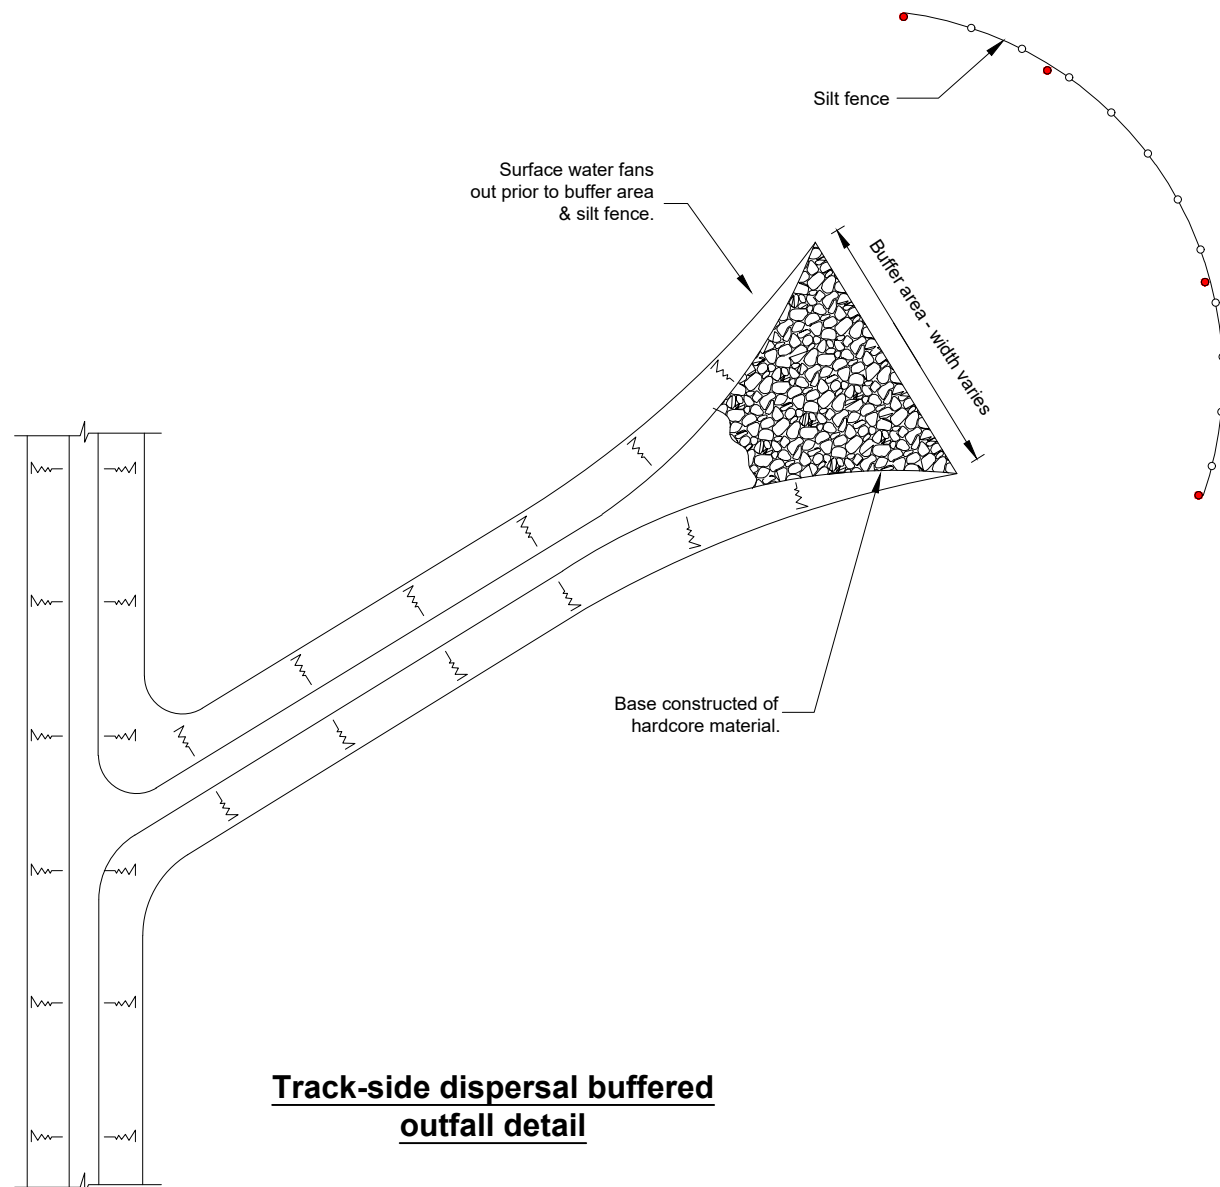 Silt fence
Surface water fans
out prior to buffer area
& silt fence.
Buffer area - width varies
Base constructed of
hardcore material.
Track-side dispersal buffered
outfall detail